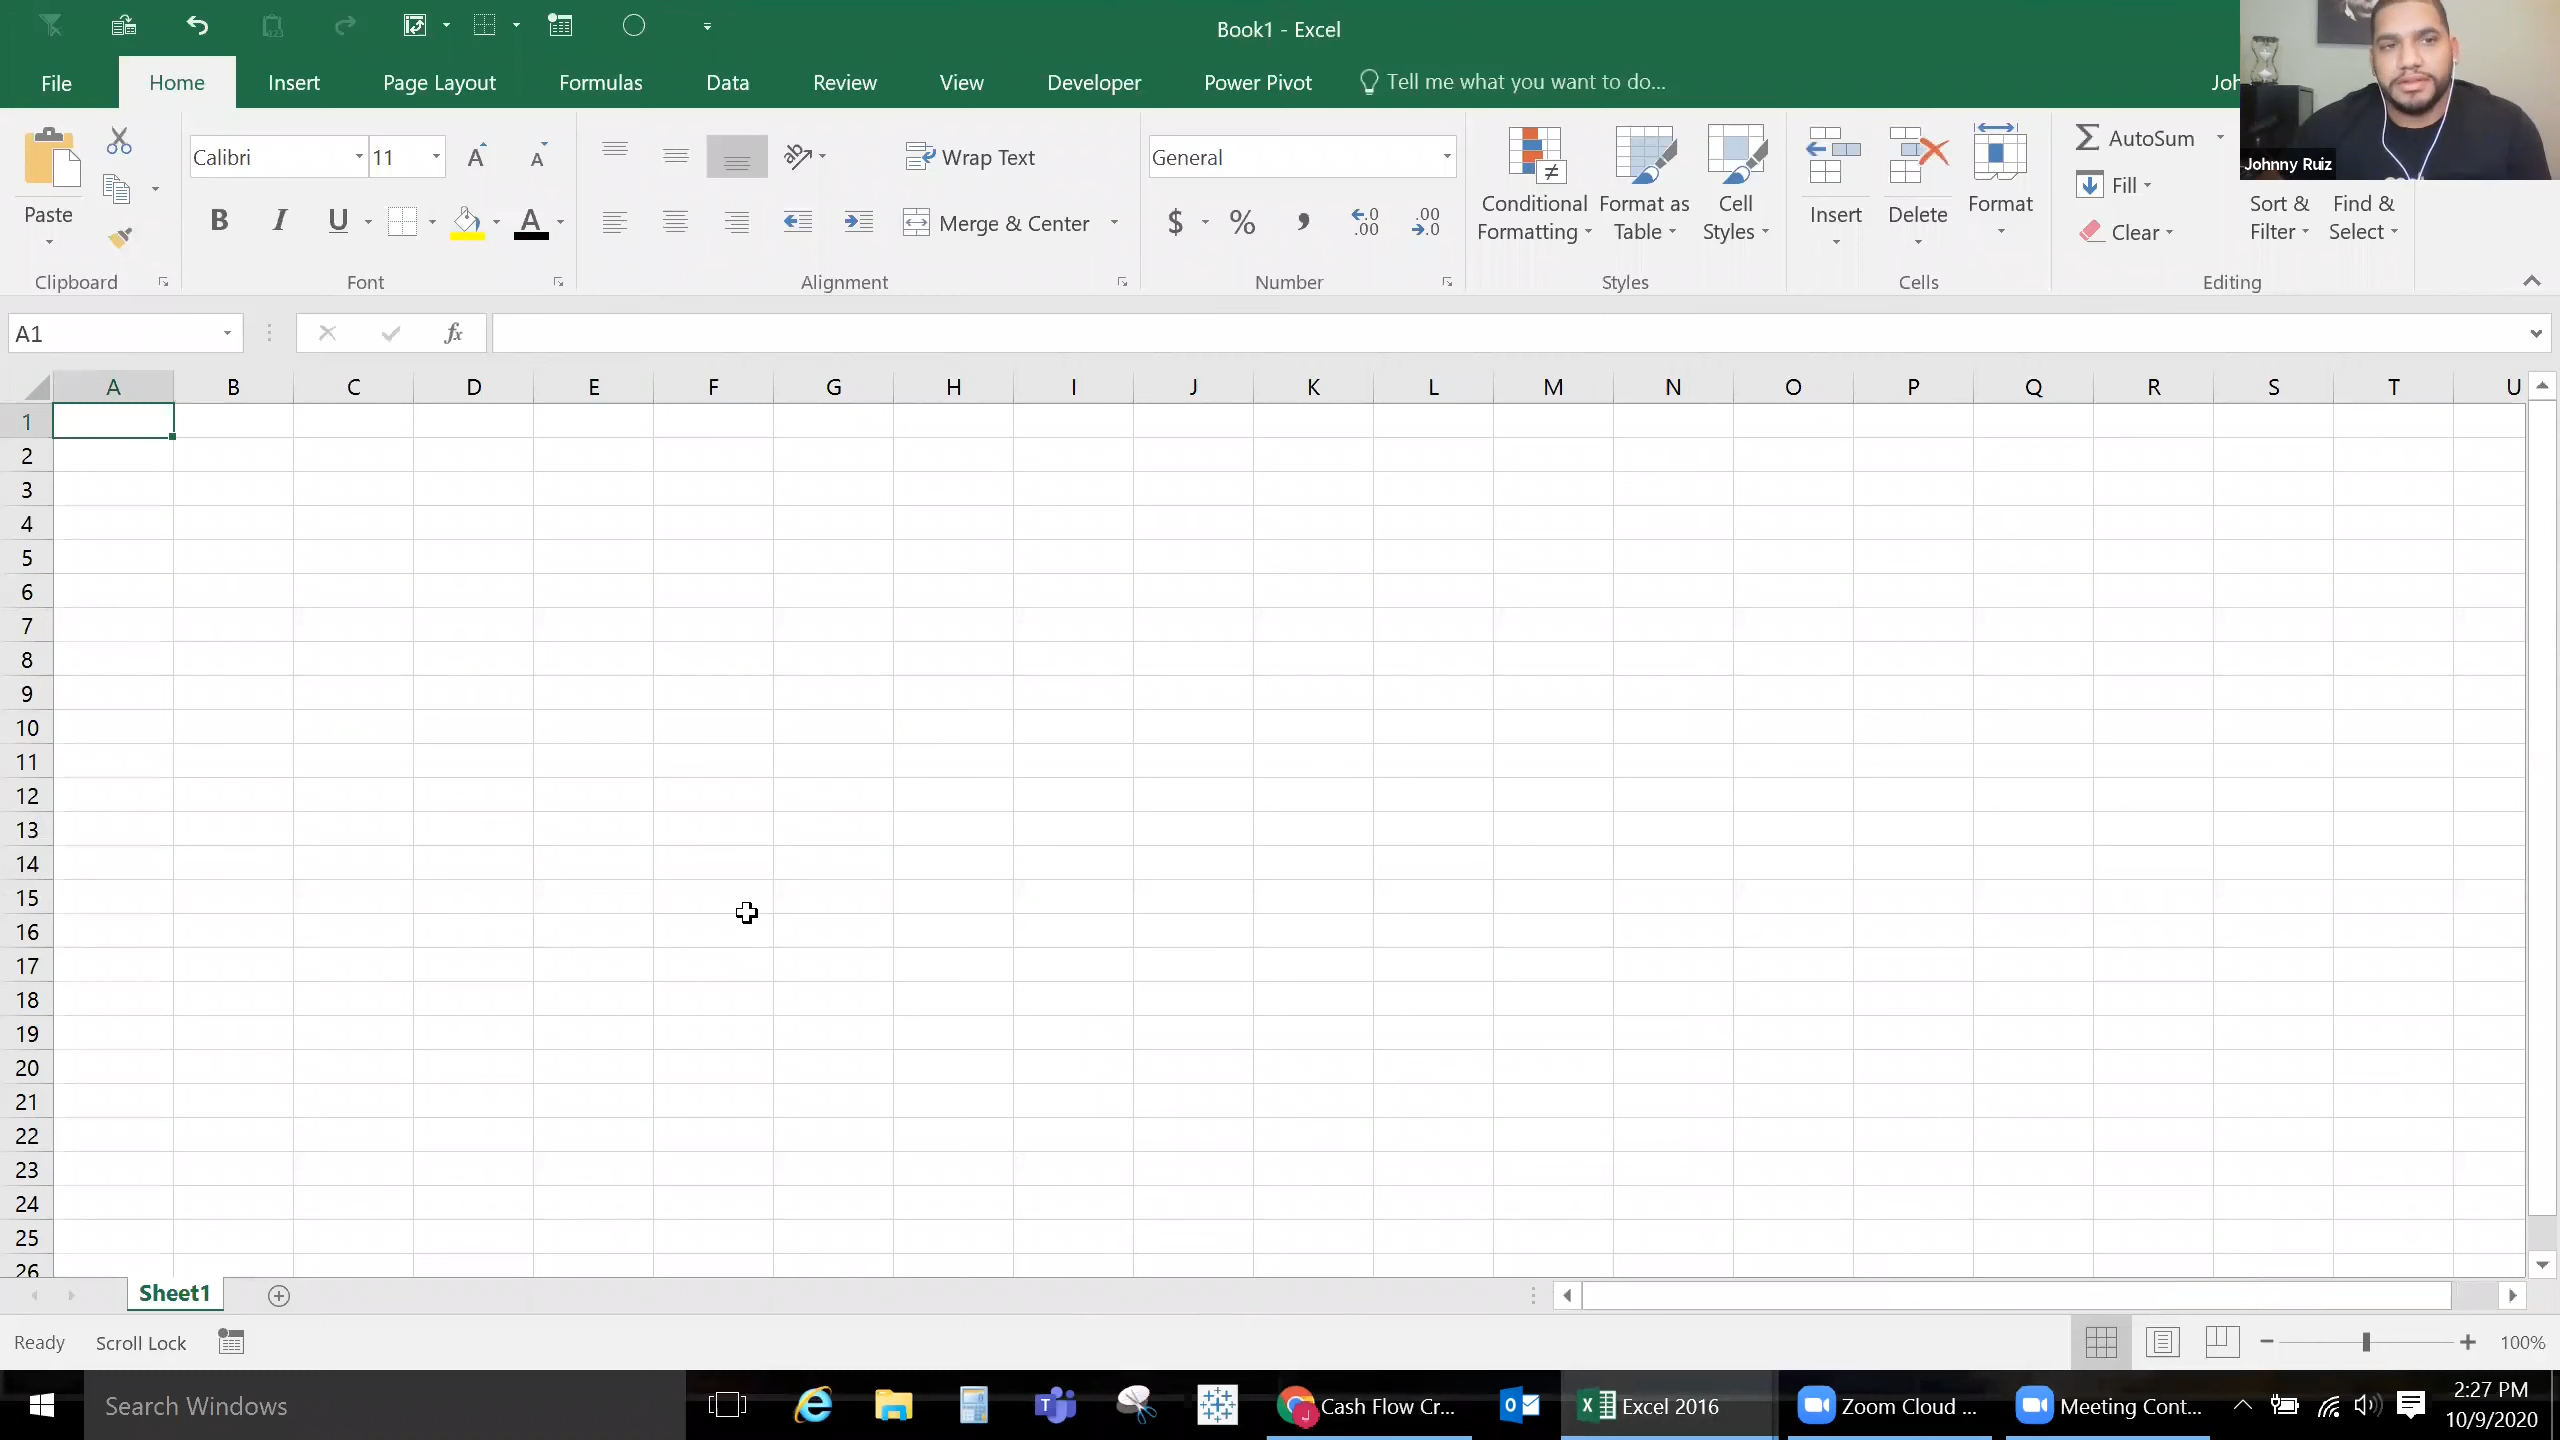 Book1 - Excel
File Home Insert Page Layout Formulas Data Review View Developer Power Pivot Tell me what you want to do... Joh
Johnny Ruiz
Paste
Clipboard
Calibri 11
B I U A
Font
Wrap Text
Merge & Center
Alignment
General
$ % ,
Number
Conditional Formatting
Format as Table
Cell Styles
Styles
Insert Delete Format
Cells
AutoSum
Fill
Clear
Sort & Filter
Find & Select
Editing
A1 fx
A B C D E F G H I J K L M N O P Q R S T U
1
2
3
4
5
6
7
8
9
10
11
12
13
14
15
16
17
18
19
20
21
22
23
24
25
26
Sheet1
Ready Scroll Lock 100%
Search Windows Cash Flow Cr... Excel 2016 Zoom Cloud ... Meeting Cont... 2:27 PM
10/9/2020